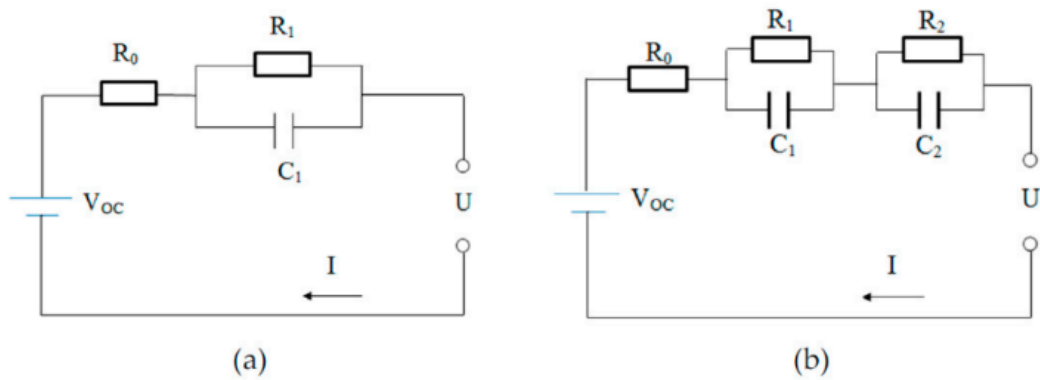 R₀
R₁
C₁
V_OC
U
I
(a)
R₀
R₁
R₂
C₁
C₂
V_OC
U
I
(b)